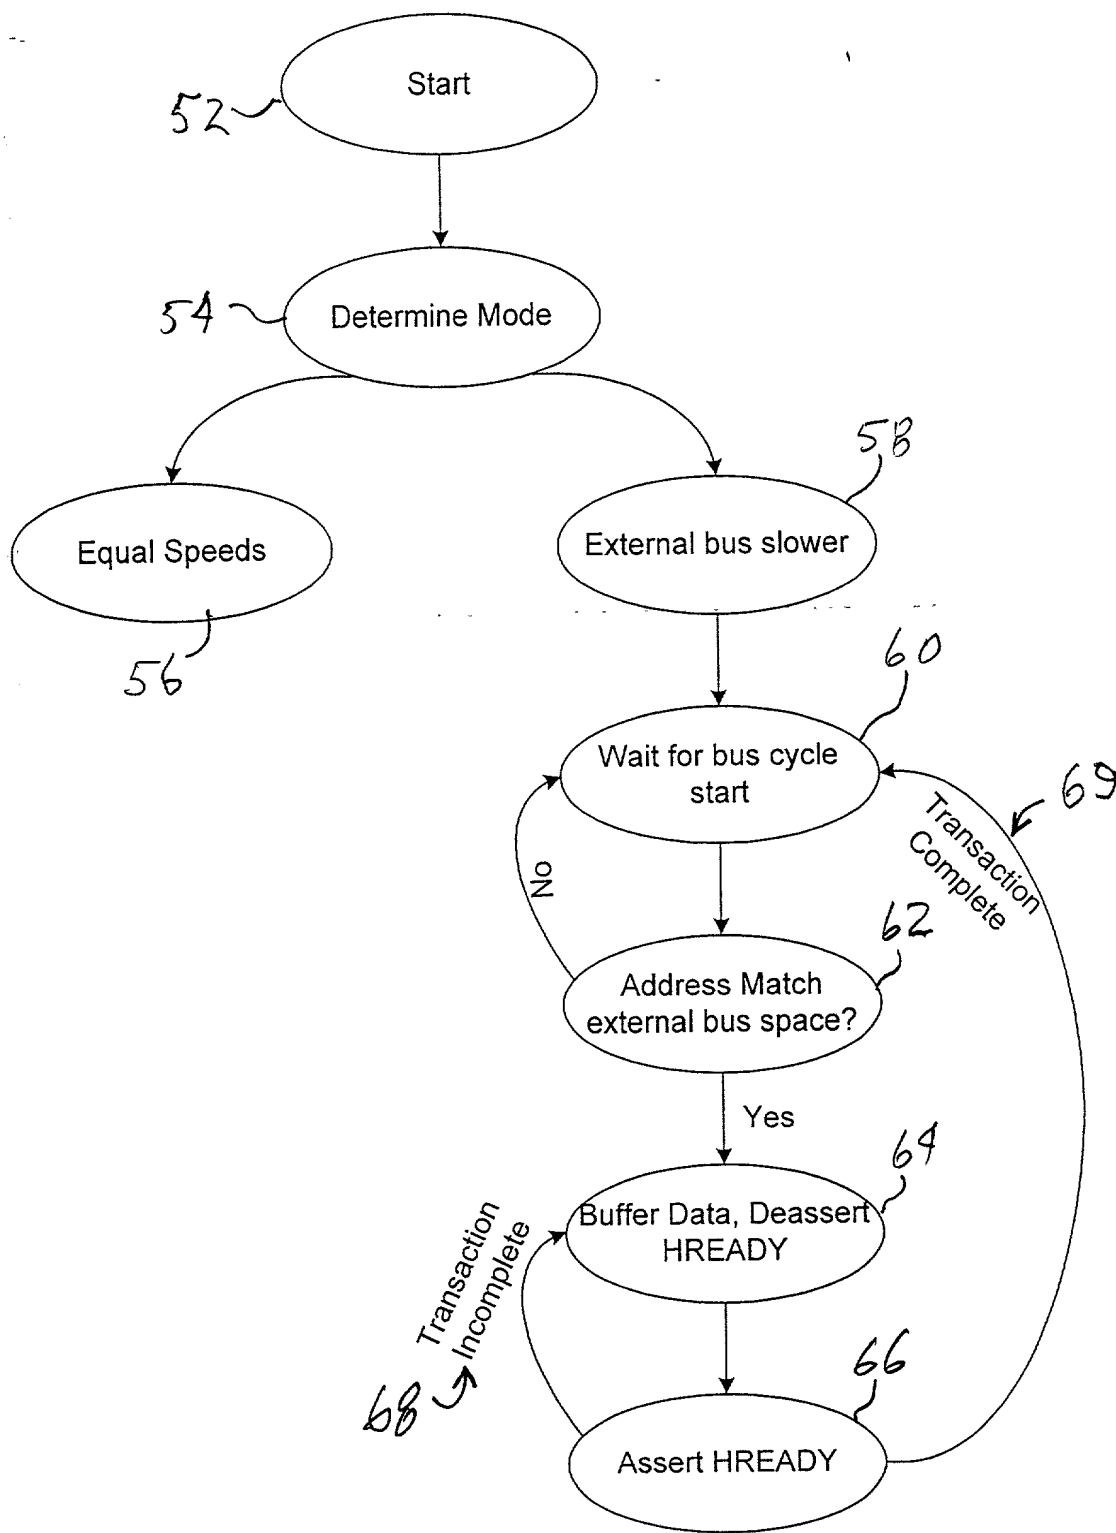 Start
52
54
Determine Mode
58
Equal Speeds
External bus slower
56
60
Wait for bus cycle
start
69
Transaction
Complete
No
62
Address Match
external bus space?
Yes
64
Buffer Data, Deassert
HREADY
Transaction
Incomplete
68
66
Assert HREADY